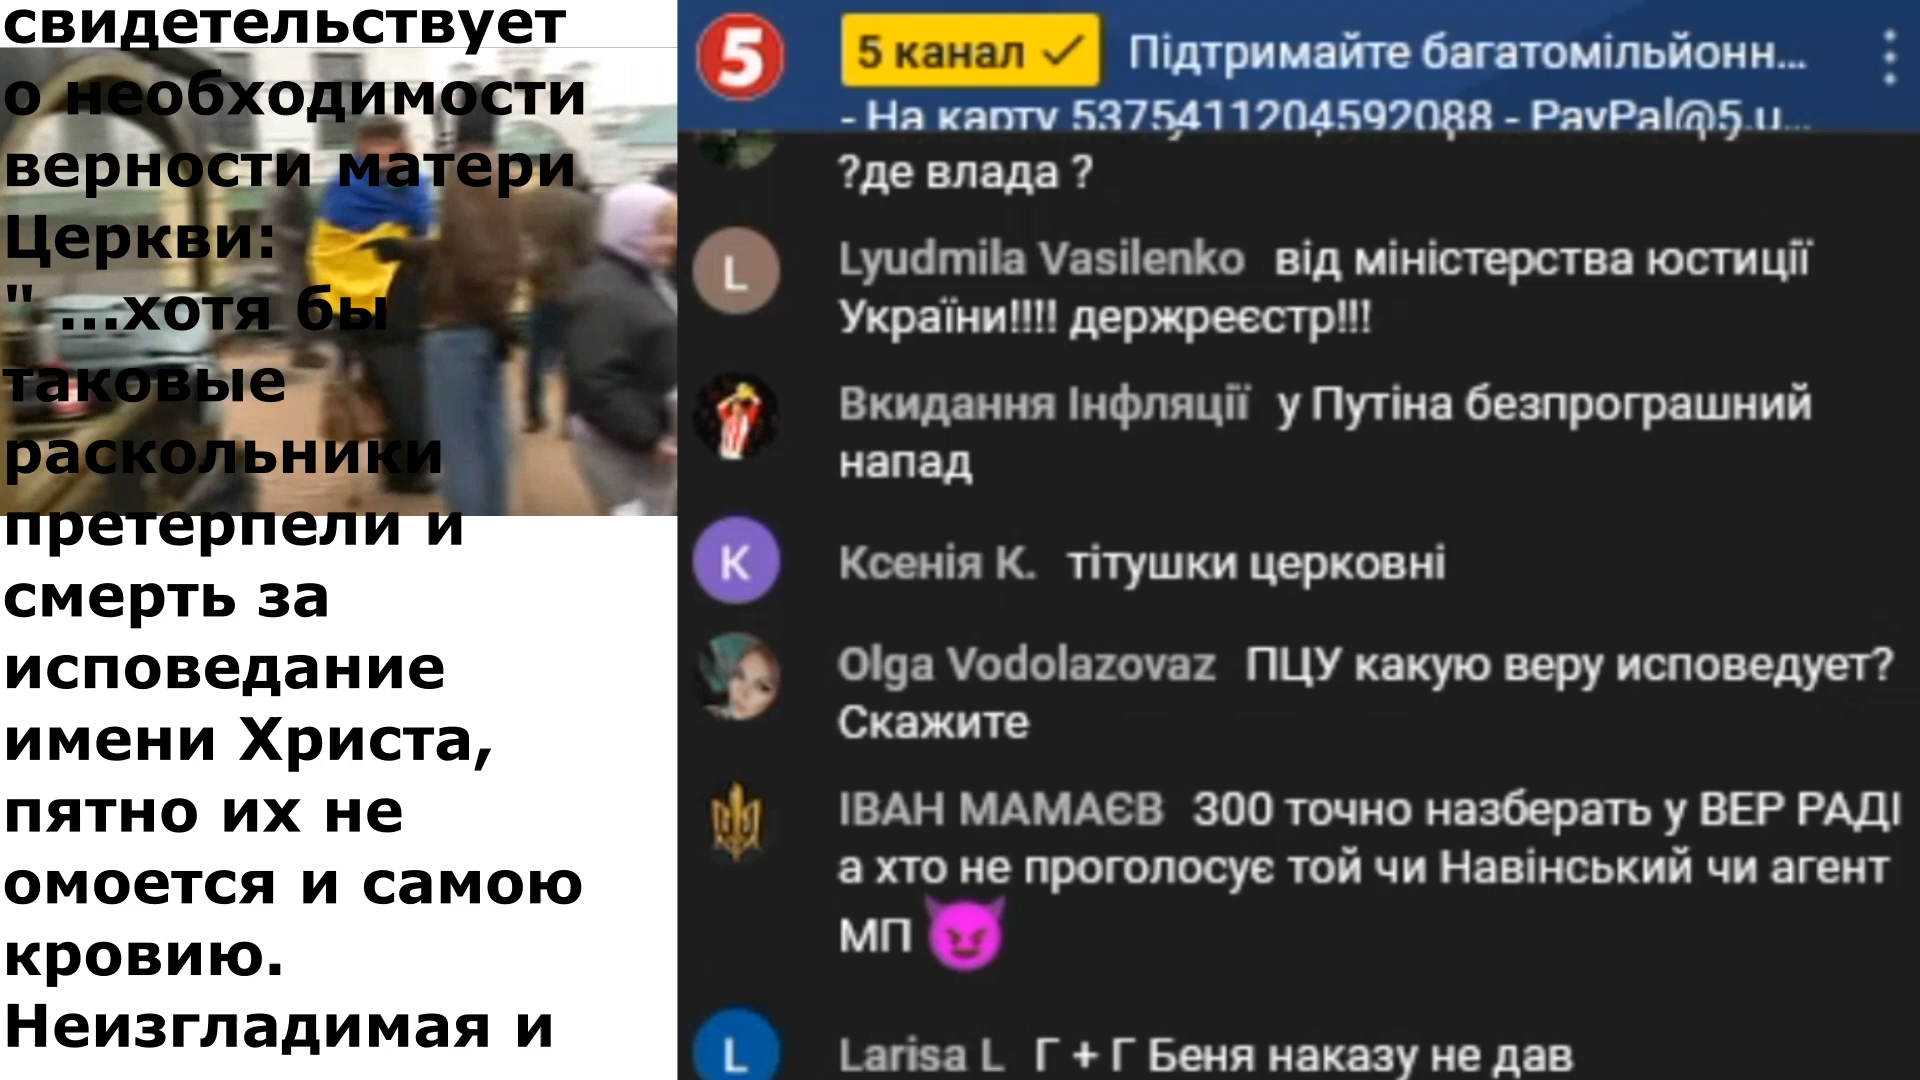 свидетельствует
о необходимости
верности матери
Церкви:
"...хотя бы
таковые
раскольники
претерпели и
смерть за
исповедание
имени Христа,
пятно их не
омоется и самою
кровию.
Неизгладимая и
5 5 канал Підтримайте багатомільйонн...
- На карту 5375411204592088 - PayPal@5.u...
?де влада ?
L Lyudmila Vasilenko від міністерства юстиції
України!!!! держреєстр!!!
Вкидання Інфляції у Путіна безпрограшний
напад
К Ксенія К. тітушки церковні
Olga Vodolazovaz ПЦУ какую веру исповедует?
Скажите
ІВАН МАМАЄВ 300 точно назберать у ВЕР РАДІ
а хто не проголосує той чи Навінський чи агент
МП 😈
L Larisa L Г + Г Беня наказу не дав